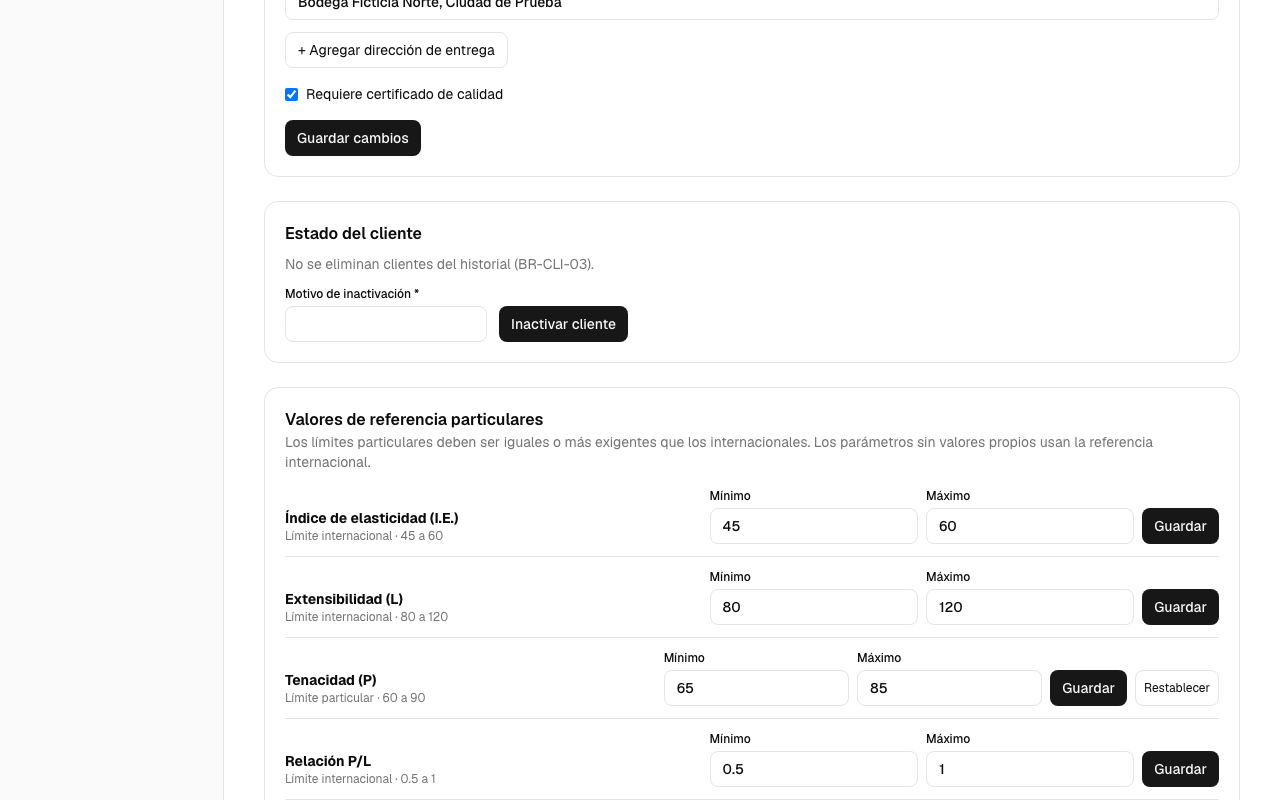 Bodega Ficticia Norte, Ciudad de Prueba
+ Agregar dirección de entrega
Requiere certificado de calidad
Guardar cambios
Estado del cliente
No se eliminan clientes del historial (BR-CLI-03).
Motivo de inactivación *
Inactivar cliente
Valores de referencia particulares
Los límites particulares deben ser iguales o más exigentes que los internacionales. Los parámetros sin valores propios usan la referencia
internacional.
Mínimo Máximo
Índice de elasticidad (I.E.) 45 60 Guardar
Límite internacional · 45 a 60
Mínimo Máximo
Extensibilidad (L) 80 120 Guardar
Límite internacional · 80 a 120
Mínimo Máximo
Tenacidad (P) 65 85 Guardar Restablecer
Límite particular · 60 a 90
Mínimo Máximo
Relación P/L 0.5 1 Guardar
Límite internacional · 0.5 a 1